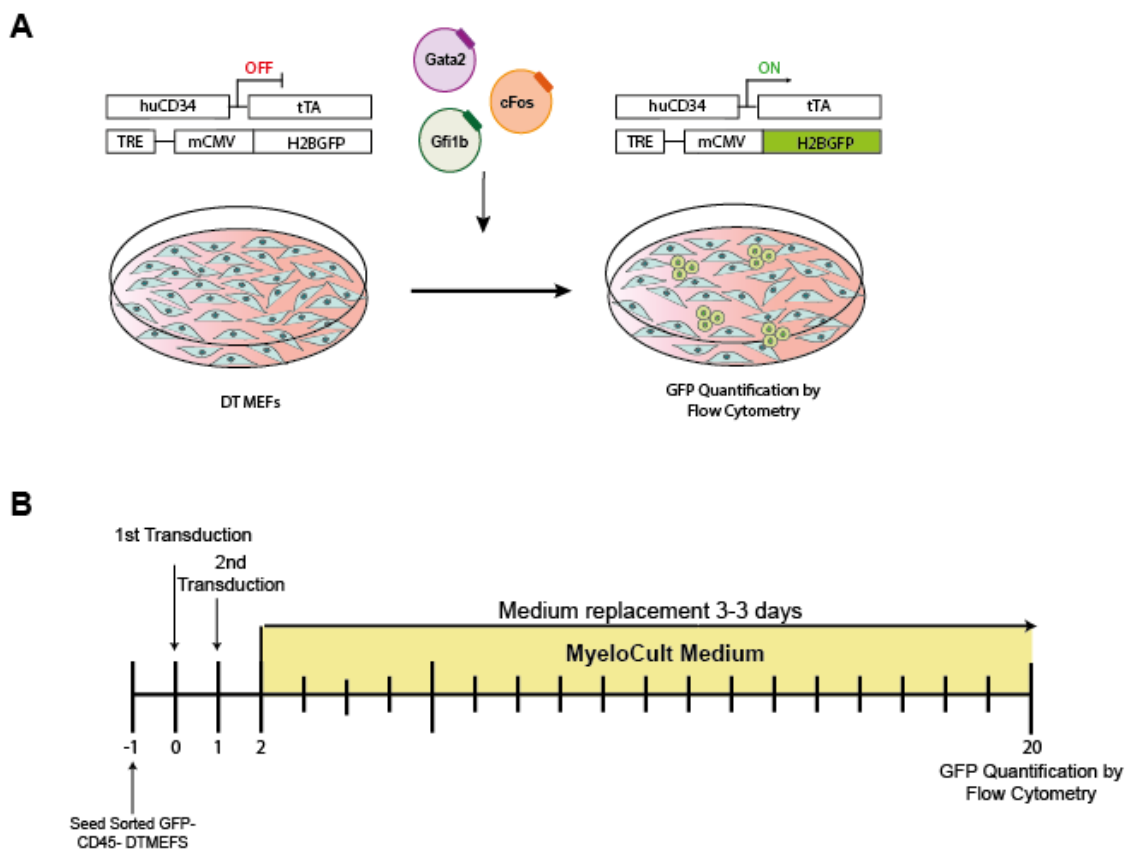 A
OFF
huCD34
tTA
TRE
mCMV
H2BGFP
Gata2
cFos
Gfi1b
ON
huCD34
tTA
TRE
mCMV
H2BGFP
DT MEFs
GFP Quantification by
Flow Cytometry
B
1st Transduction
2nd
Transduction
Medium replacement 3-3 days
MyeloCult Medium
-1
0
1
2
20
GFP Quantification by
Flow Cytometry
Seed Sorted GFP-
CD45- DTMEFS